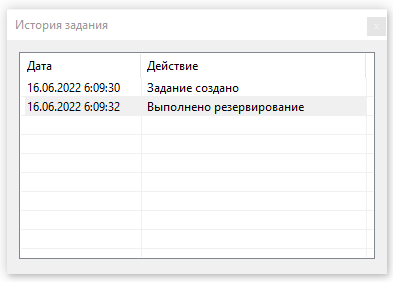 История задания
Дата Действие
16.06.2022 6:09:30 Задание создано
16.06.2022 6:09:32 Выполнено резервирование